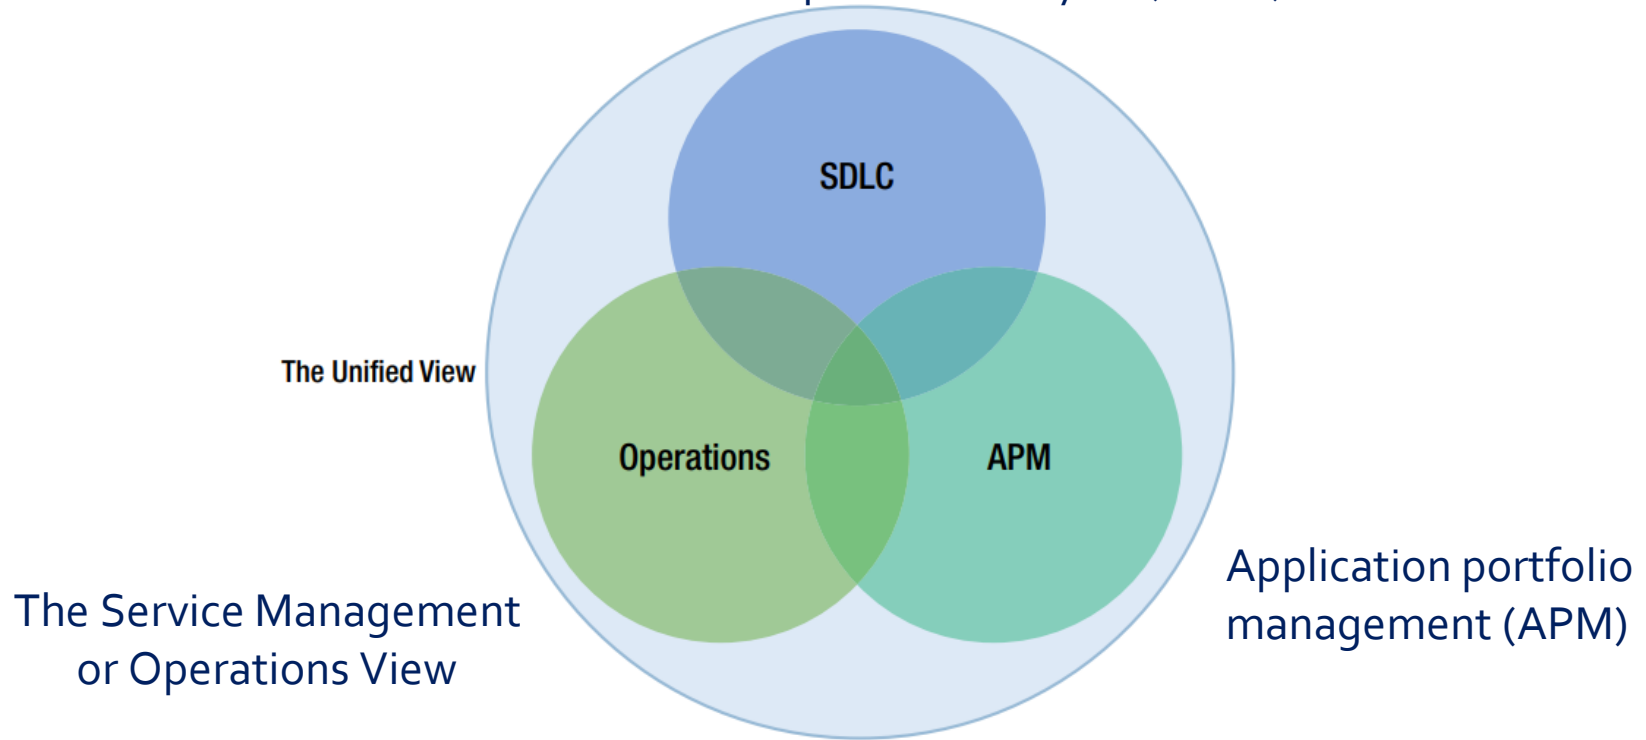 SDLC
The Unified View
Operations
APM
Application portfolio
management (APM)
The Service Management
or Operations View